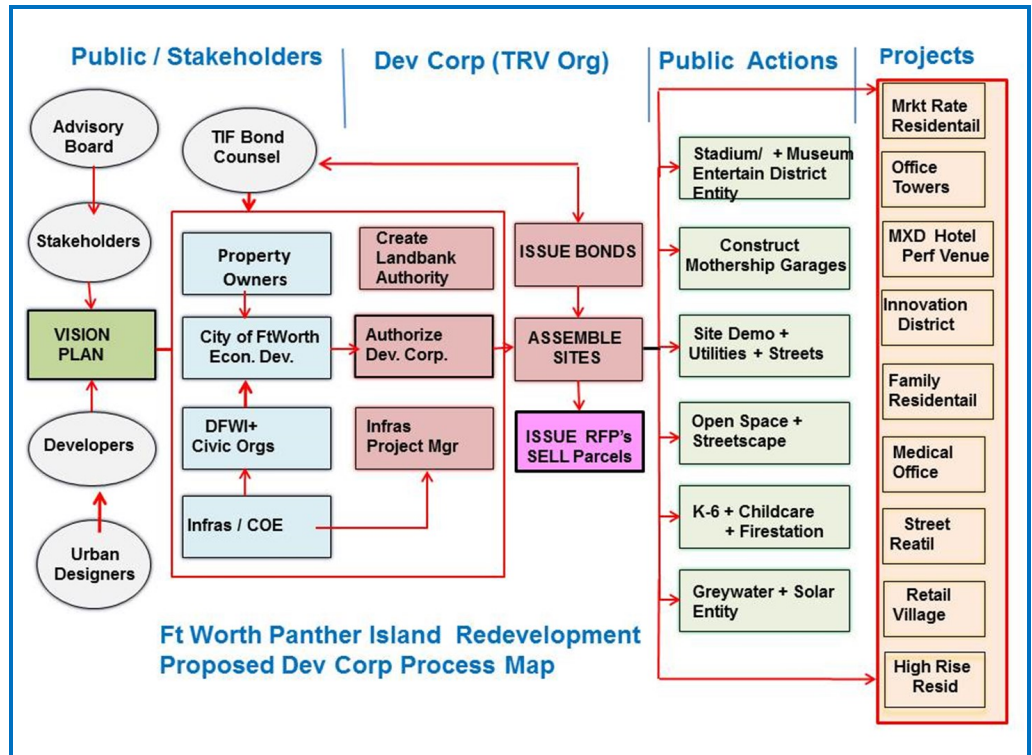 Public / Stakeholders
Dev Corp (TRV Org)
Public Actions
Projects
Advisory
Board
Stakeholders
VISION
PLAN
Developers
Urban
Designers
TIF Bond
Counsel
Property
Owners
City of FtWorth
Econ. Dev.
DFWI+
Civic Orgs
Infras / COE
Create
Landbank
Authority
Authorize
Dev. Corp.
Infras
Project Mgr
ISSUE BONDS
ASSEMBLE
SITES
ISSUE RFP's
SELL Parcels
Stadium/ + Museum
Entertain District
Entity
Construct
Mothership Garages
Site Demo +
Utilities + Streets
Open Space +
Streetscape
K-6 + Childcare
+ Firestation
Greywater + Solar
Entity
Mrkt Rate
Residentail
Office
Towers
MXD Hotel
Perf Venue
Innovation
District
Family
Residentail
Medical
Office
Street
Reatil
Retail
Village
High Rise
Resid
Ft Worth Panther Island Redevelopment
Proposed Dev Corp Process Map